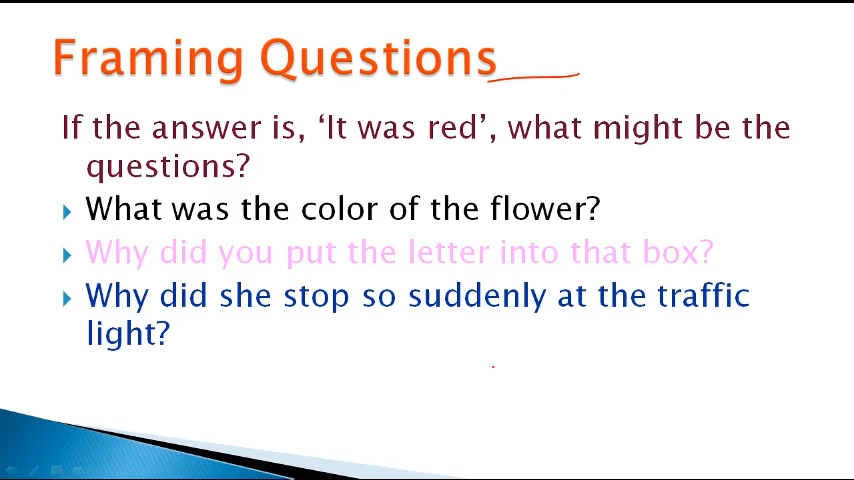 Framing Questions
If the answer is, ‘It was red’, what might be the
questions?
What was the color of the flower?
Why did you put the letter into that box?
Why did she stop so suddenly at the traffic
light?